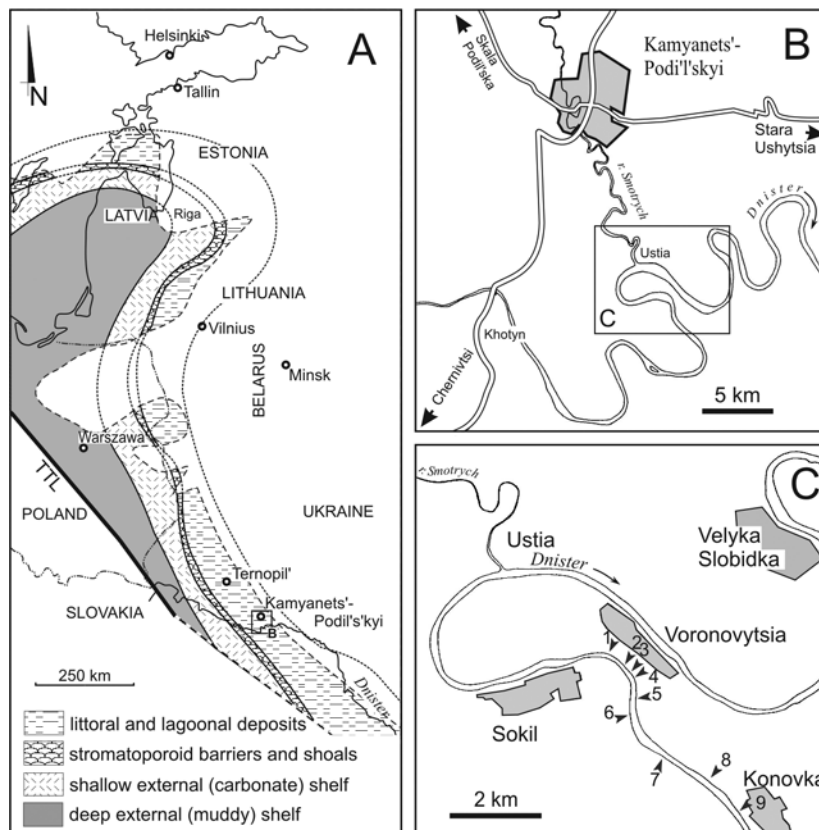 A
Helsinki
N
Tallin
ESTONIA
LATVIA
Riga
LITHUANIA
Vilnius
BELARUS
Minsk
Warszawa
TTL
POLAND
UKRAINE
Ternopil'
SLOVAKIA
Kamyanets'-
Podil's'kyi
B
Dnister
250 km
littoral and lagoonal deposits
stromatoporoid barriers and shoals
shallow external (carbonate) shelf
deep external (muddy) shelf
B
Skala
Podil'ska
Kamyanets'-
Podi'l'skyi
Stara
Ushytsia
r. Smotrych
Dnister
Ustia
C
Khotyn
Chernivtsi
5 km
C
r. Smotrych
Ustia
Dnister
Velyka
Slobidka
Voronovytsia
1
2
3
4
5
6
7
8
9
Sokil
Konovka
2 km